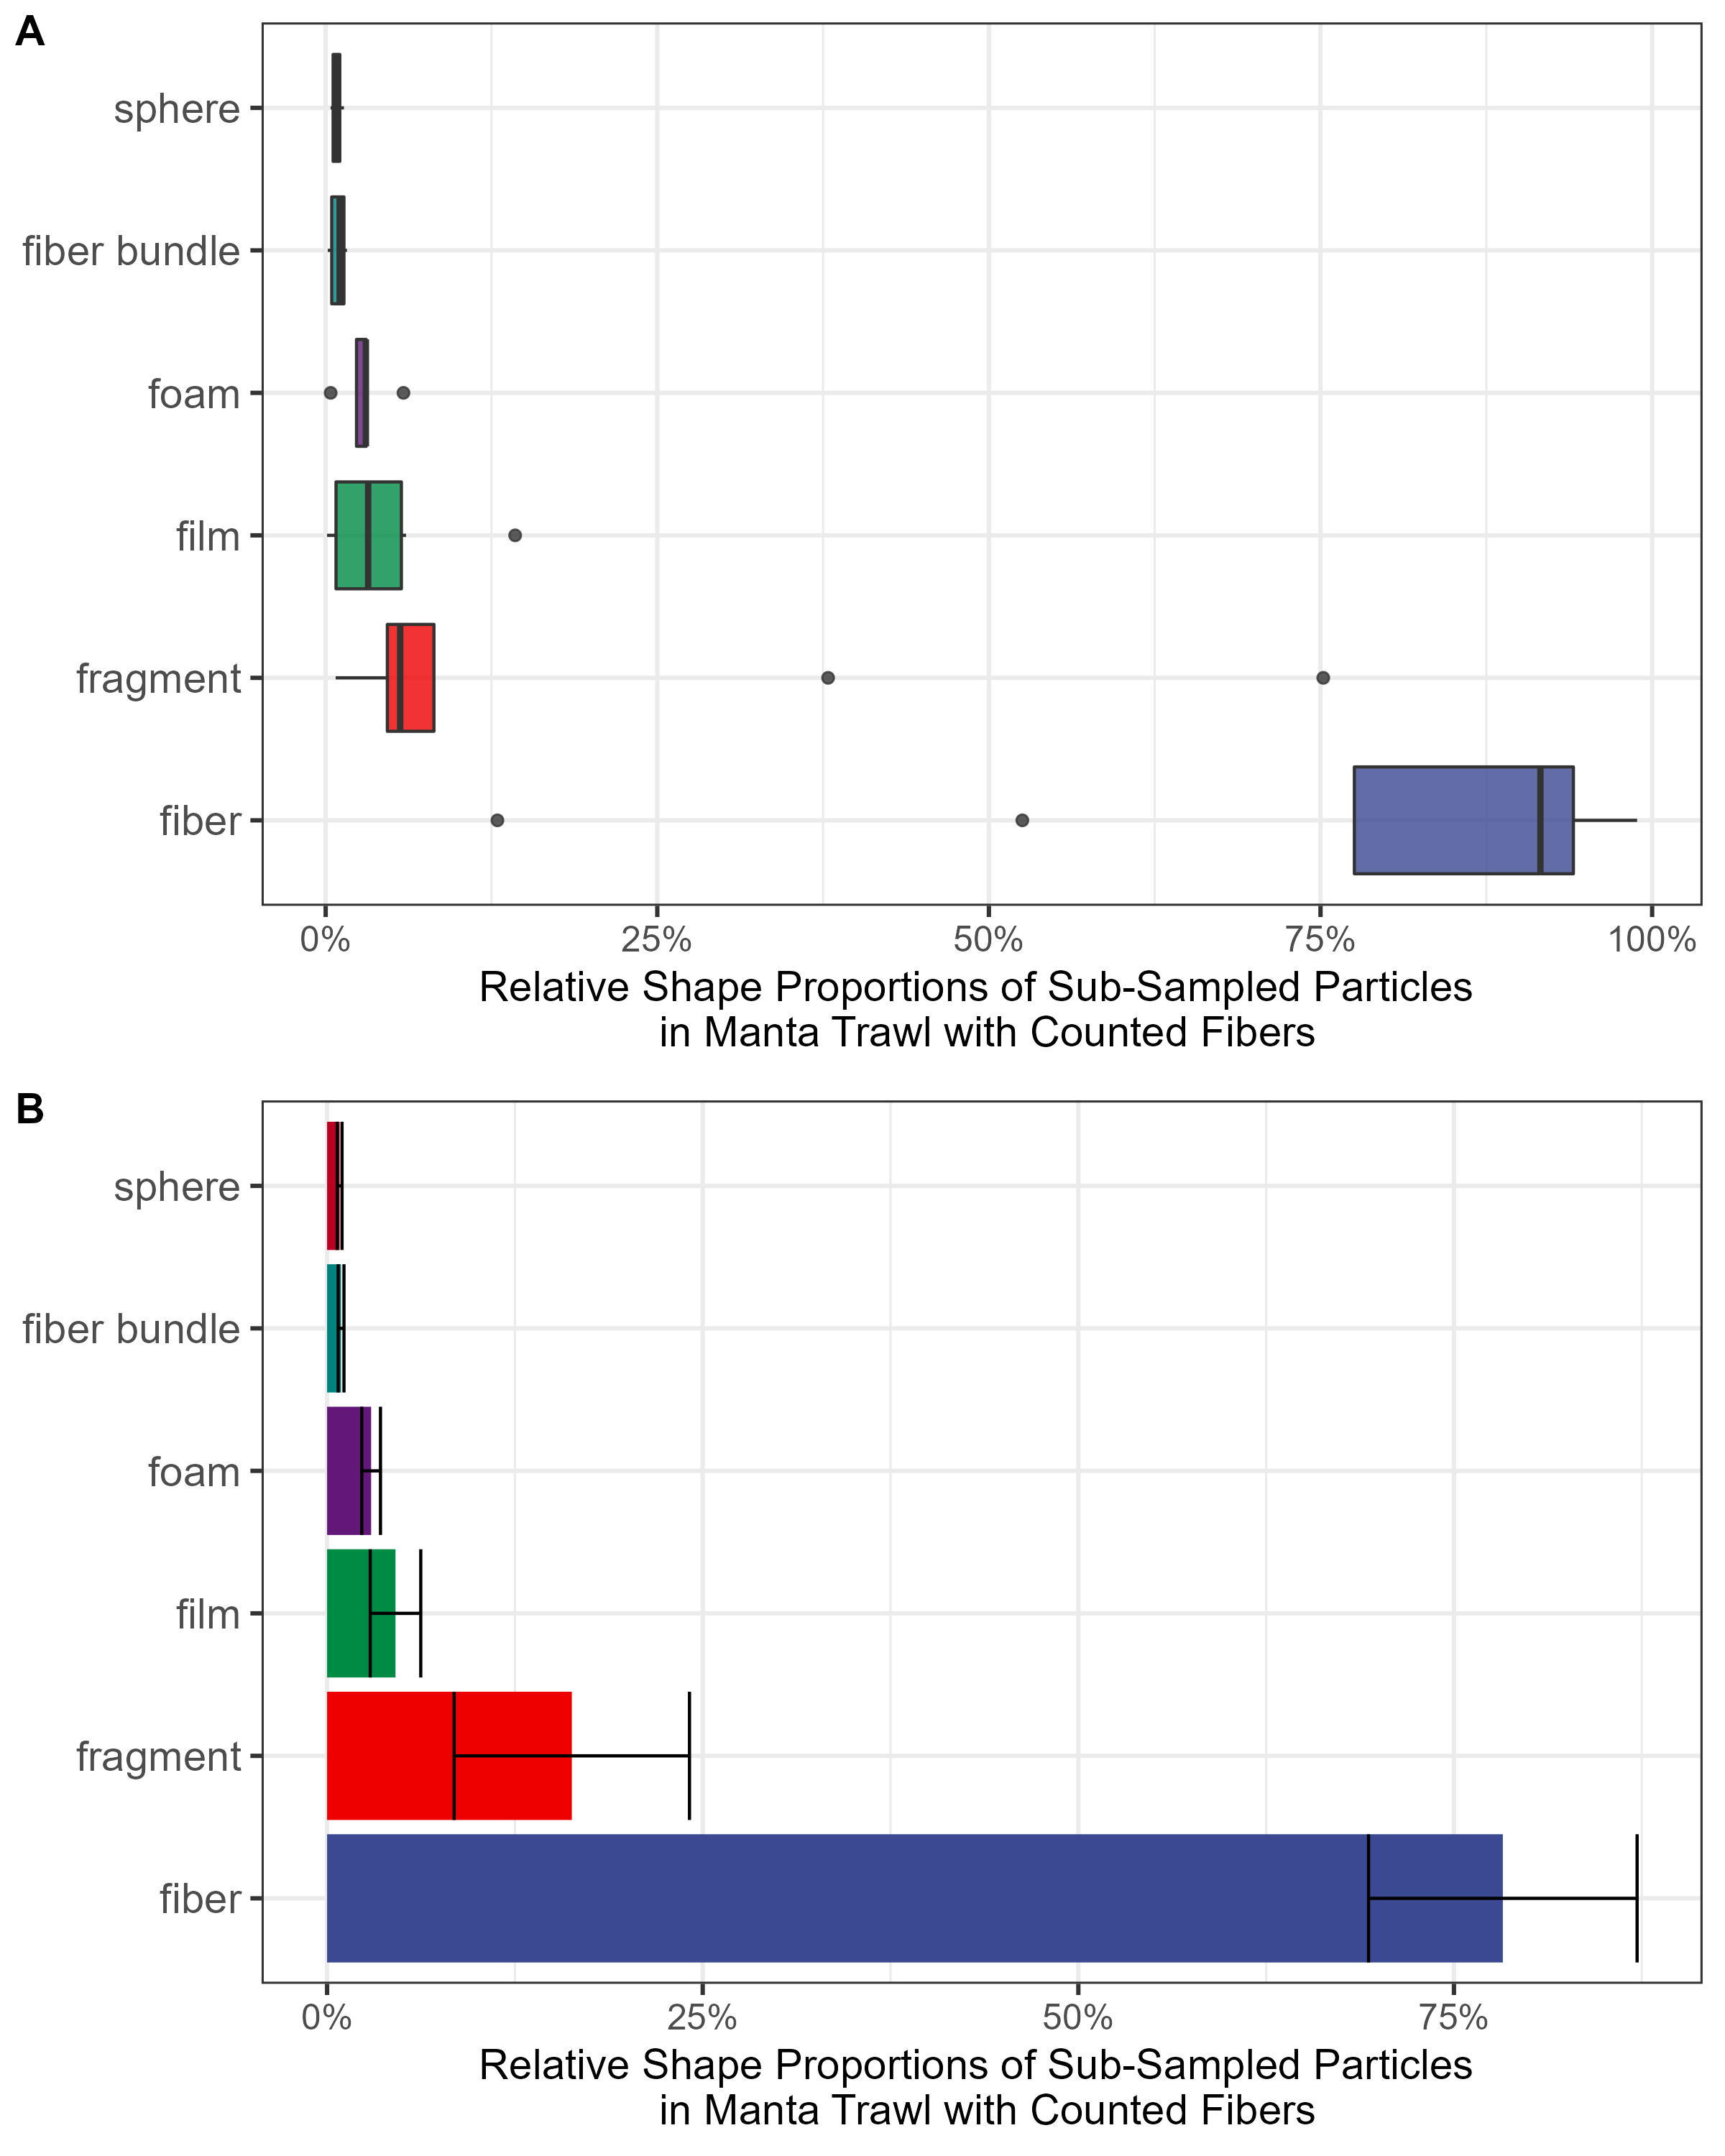 A
sphere
fiber bundle
foam
film
fragment
fiber
0% 25% 50% 75% 100%
Relative Shape Proportions of Sub-Sampled Particles
in Manta Trawl with Counted Fibers
B
sphere
fiber bundle
foam
film
fragment
fiber
0% 25% 50% 75%
Relative Shape Proportions of Sub-Sampled Particles
in Manta Trawl with Counted Fibers